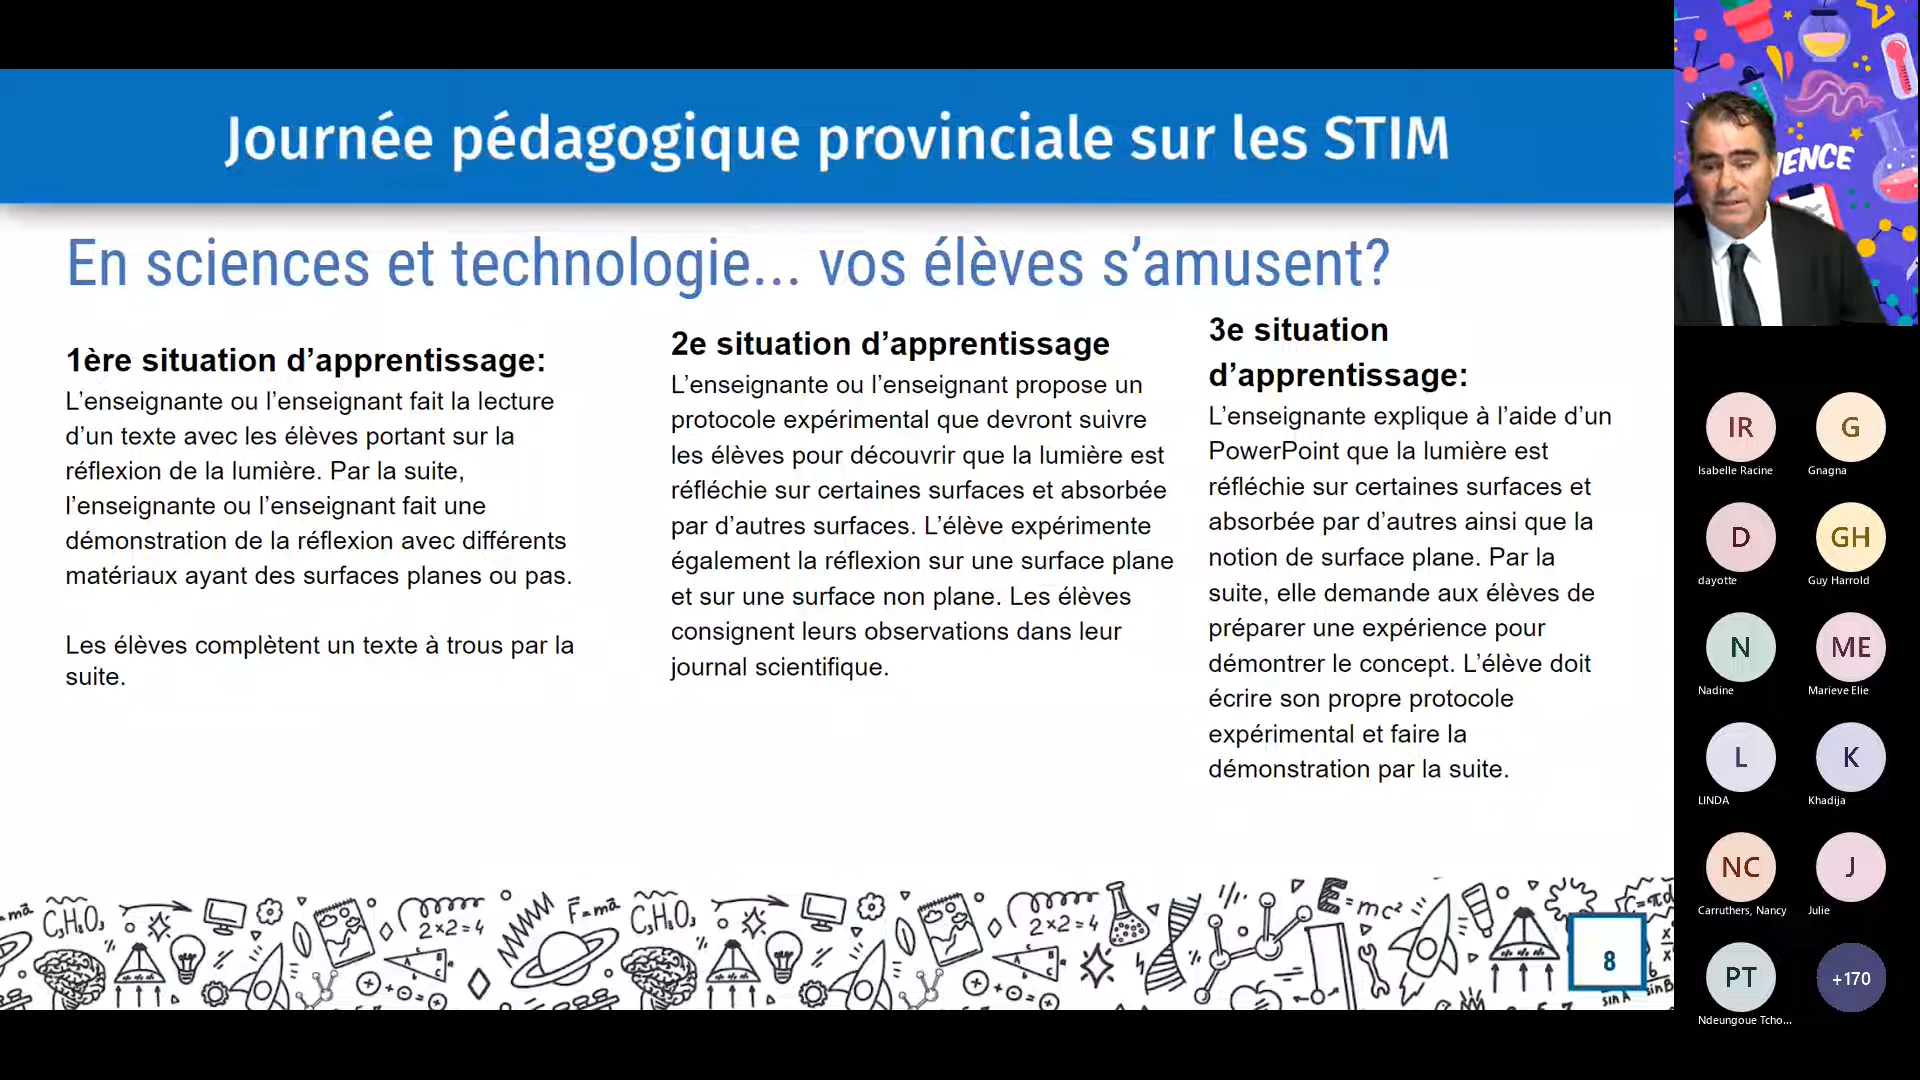 Journée pédagogique provinciale sur les STIM
En sciences et technologie... vos élèves s’amusent?
1ère situation d’apprentissage:
L’enseignante ou l’enseignant fait la lecture
d’un texte avec les élèves portant sur la
réflexion de la lumière. Par la suite,
l’enseignante ou l’enseignant fait une
démonstration de la réflexion avec différents
matériaux ayant des surfaces planes ou pas.
Les élèves complètent un texte à trous par la
suite.
2e situation d’apprentissage
L’enseignante ou l’enseignant propose un
protocole expérimental que devront suivre
les élèves pour découvrir que la lumière est
réfléchie sur certaines surfaces et absorbée
par d’autres surfaces. L’élève expérimente
également la réflexion sur une surface plane
et sur une surface non plane. Les élèves
consignent leurs observations dans leur
journal scientifique.
3e situation
d’apprentissage:
L’enseignante explique à l’aide d’un
PowerPoint que la lumière est
réfléchie sur certaines surfaces et
absorbée par d’autres ainsi que la
notion de surface plane. Par la
suite, elle demande aux élèves de
préparer une expérience pour
démontrer le concept. L’élève doit
écrire son propre protocole
expérimental et faire la
démonstration par la suite.
8
IENCE
IR
Isabelle Racine
G
Gnagna
D
dayotte
GH
Guy Harrold
N
Nadine
ME
Marieve Elie
L
LINDA
K
Khadija
NC
Carruthers, Nancy
J
Julie
PT
Ndeungoue Tcho...
+170
2×2=4
F=ma
2×2=4
E=mc²